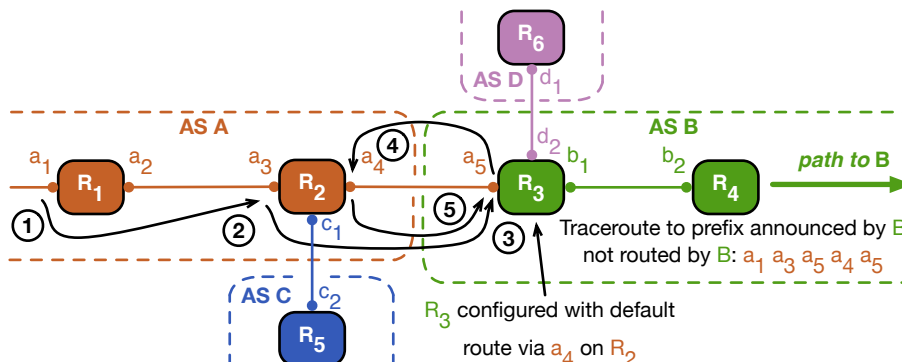 R6
AS D
d1
AS A
AS B
d2
a1
a2
a3
a4
a5
b1
b2
4
R1
R2
R3
R4
path to B
1
2
c1
5
3
Traceroute to prefix announced by B
not routed by B: a1 a3 a5 a4 a5
AS C
c2
R5
R3 configured with default
route via a4 on R2